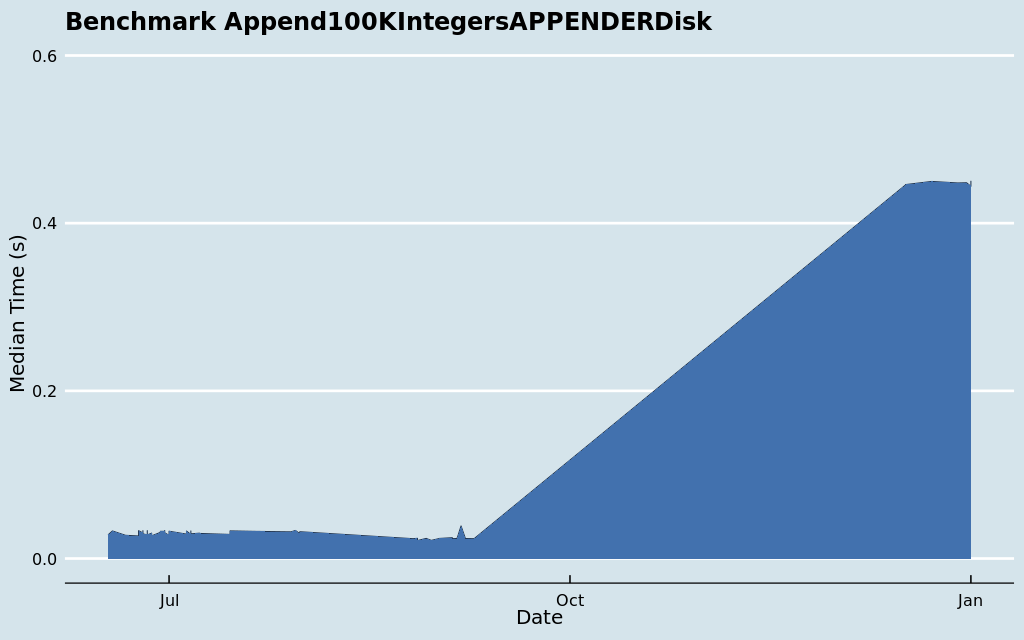 Benchmark Append100KIntegersAPPENDERDisk
0.6
0.4
0.2
0.0
Median Time (s)
Jul
Oct
Jan
Date